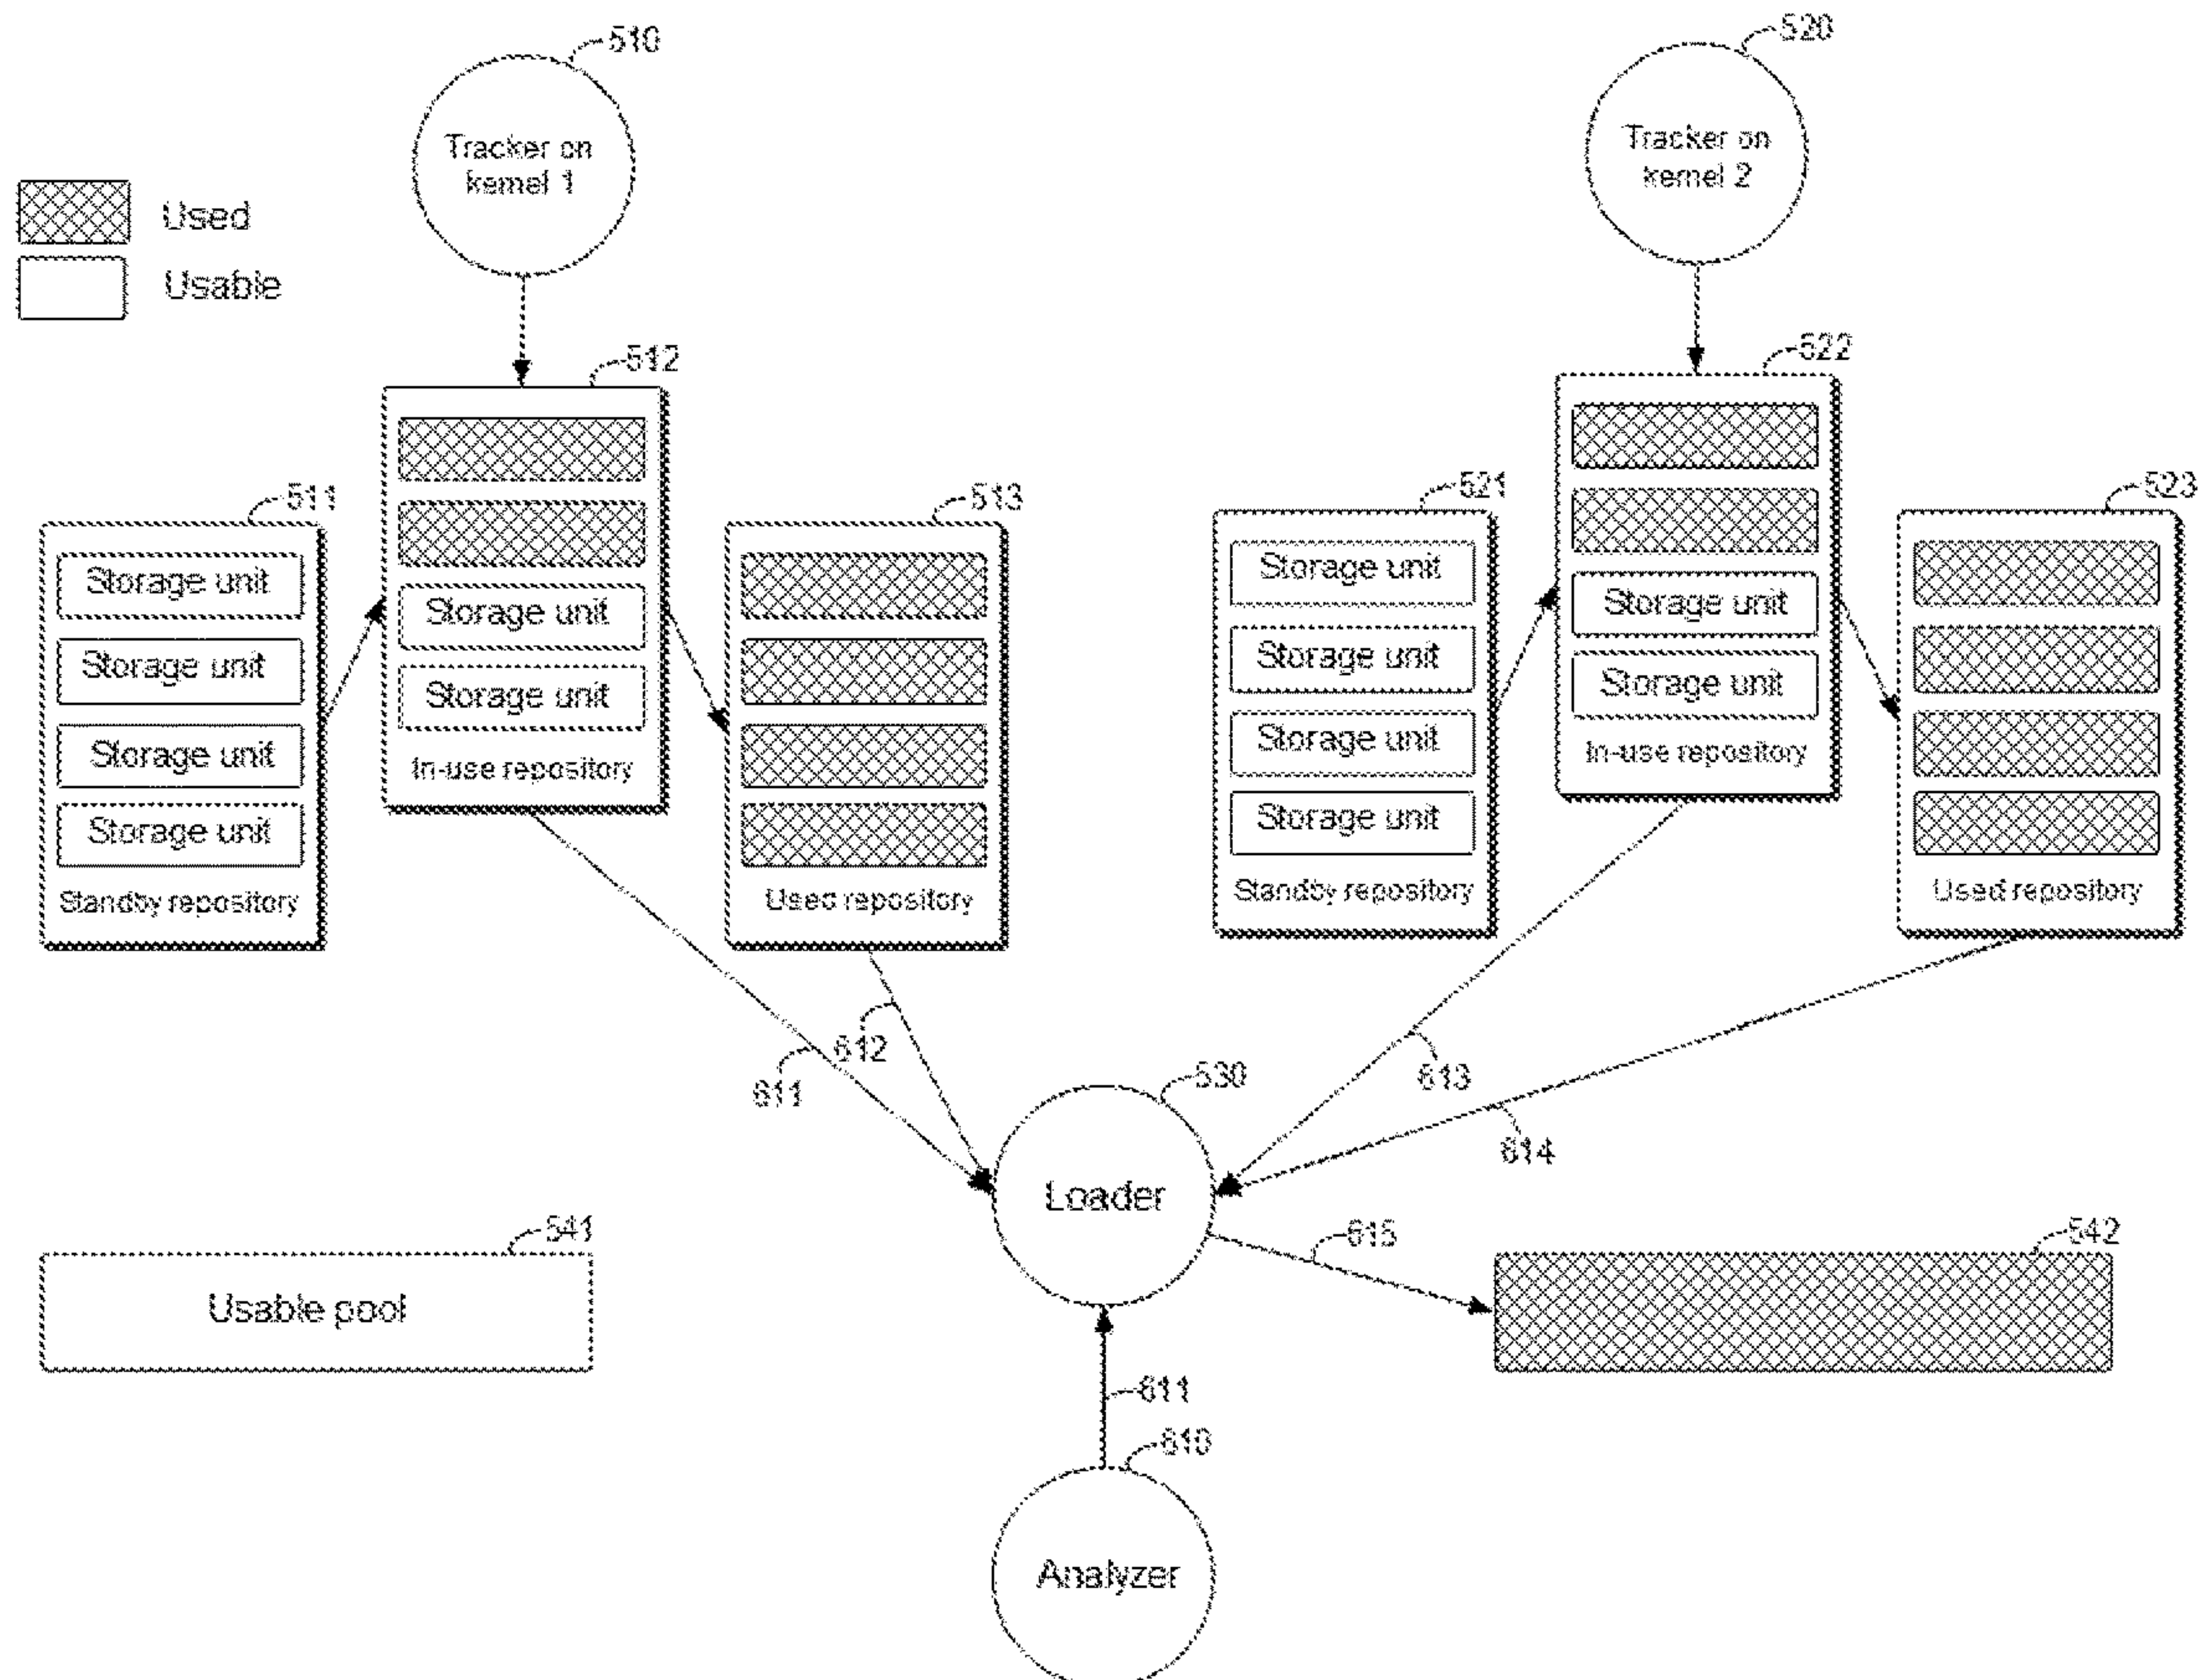 510
520
Tracker on
kernel 1
Tracker on
kernel 2
Used
Usable
512
522
511
513
521
523
Storage unit
Storage unit
Storage unit
Storage unit
Standby repository
Storage unit
Storage unit
In-use repository
Used repository
Storage unit
Storage unit
Storage unit
Storage unit
Standby repository
Storage unit
Storage unit
In-use repository
Used repository
611
612
613
614
530
Loader
541
Usable pool
615
542
611
610
Analyzer